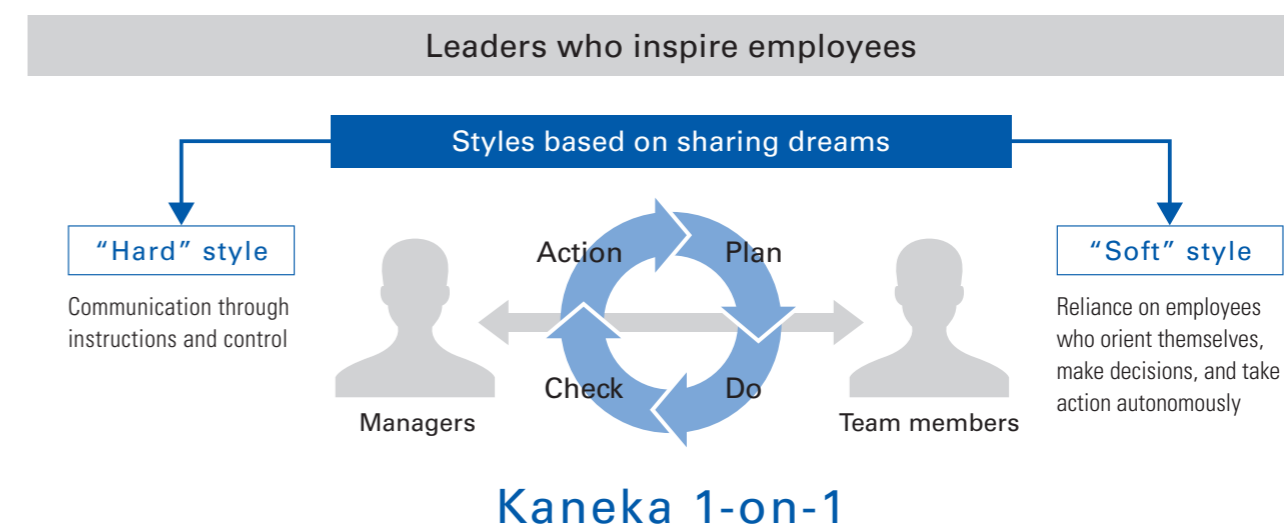 Leaders who inspire employees
Styles based on sharing dreams
“Hard” style
Communication through
instructions and control
Action
Plan
Check
Do
Managers
Team members
“Soft” style
Reliance on employees
who orient themselves,
make decisions, and take
action autonomously
Kaneka 1-on-1